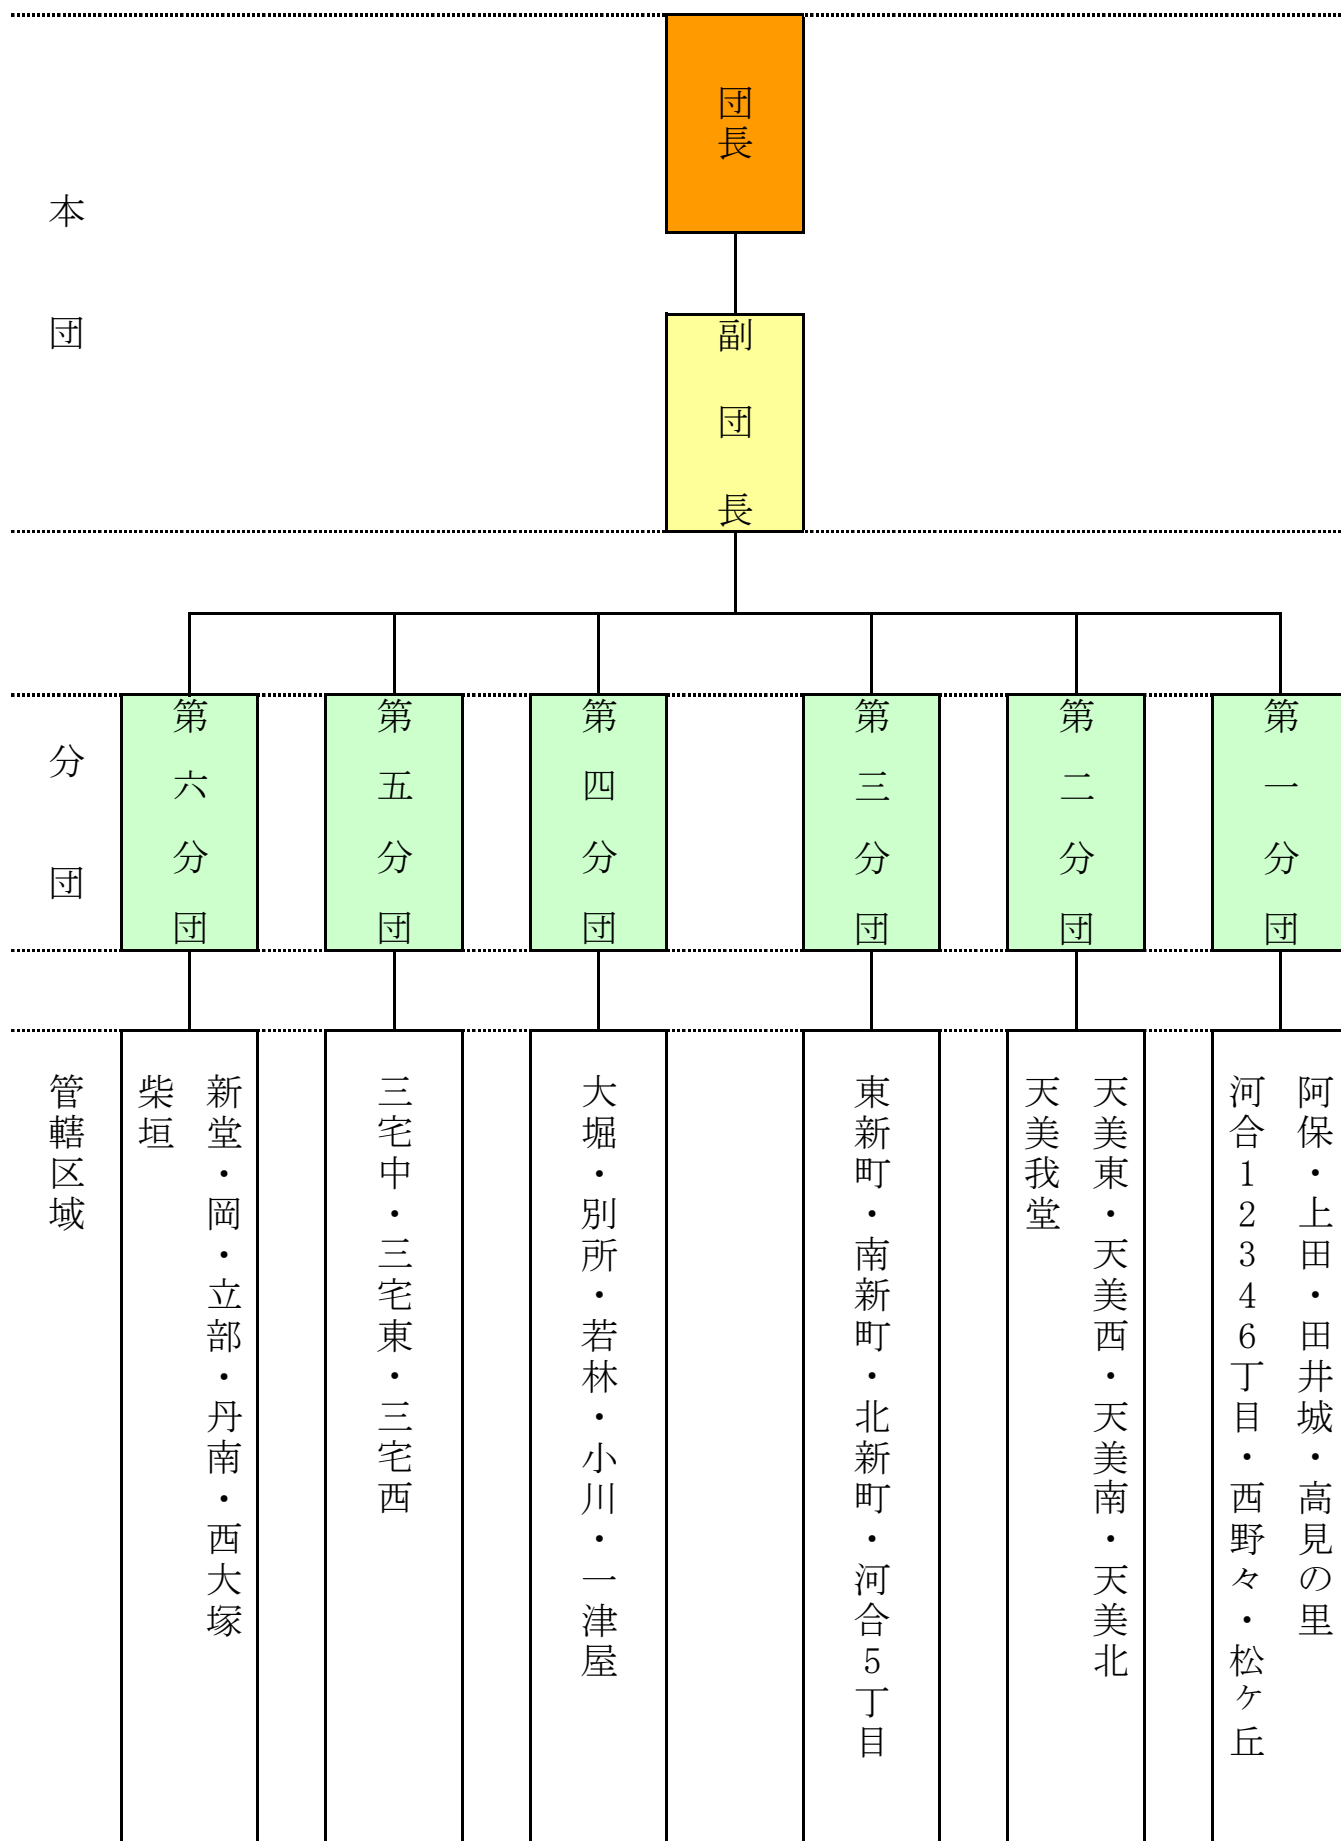 団長
副団長
本団
第一分団
第二分団
第三分団
第四分団
第五分団
第六分団
分団
阿保・上田・田井城・高見の里
河合12346丁目・西野々・松ケ丘
天美東・天美西・天美南・天美北
天美我堂
東新町・南新町・北新町・河合5丁目
大堀・別所・若林・小川・一津屋
三宅中・三宅東・三宅西
新堂・岡・立部・丹南・西大塚
柴垣
管轄区域